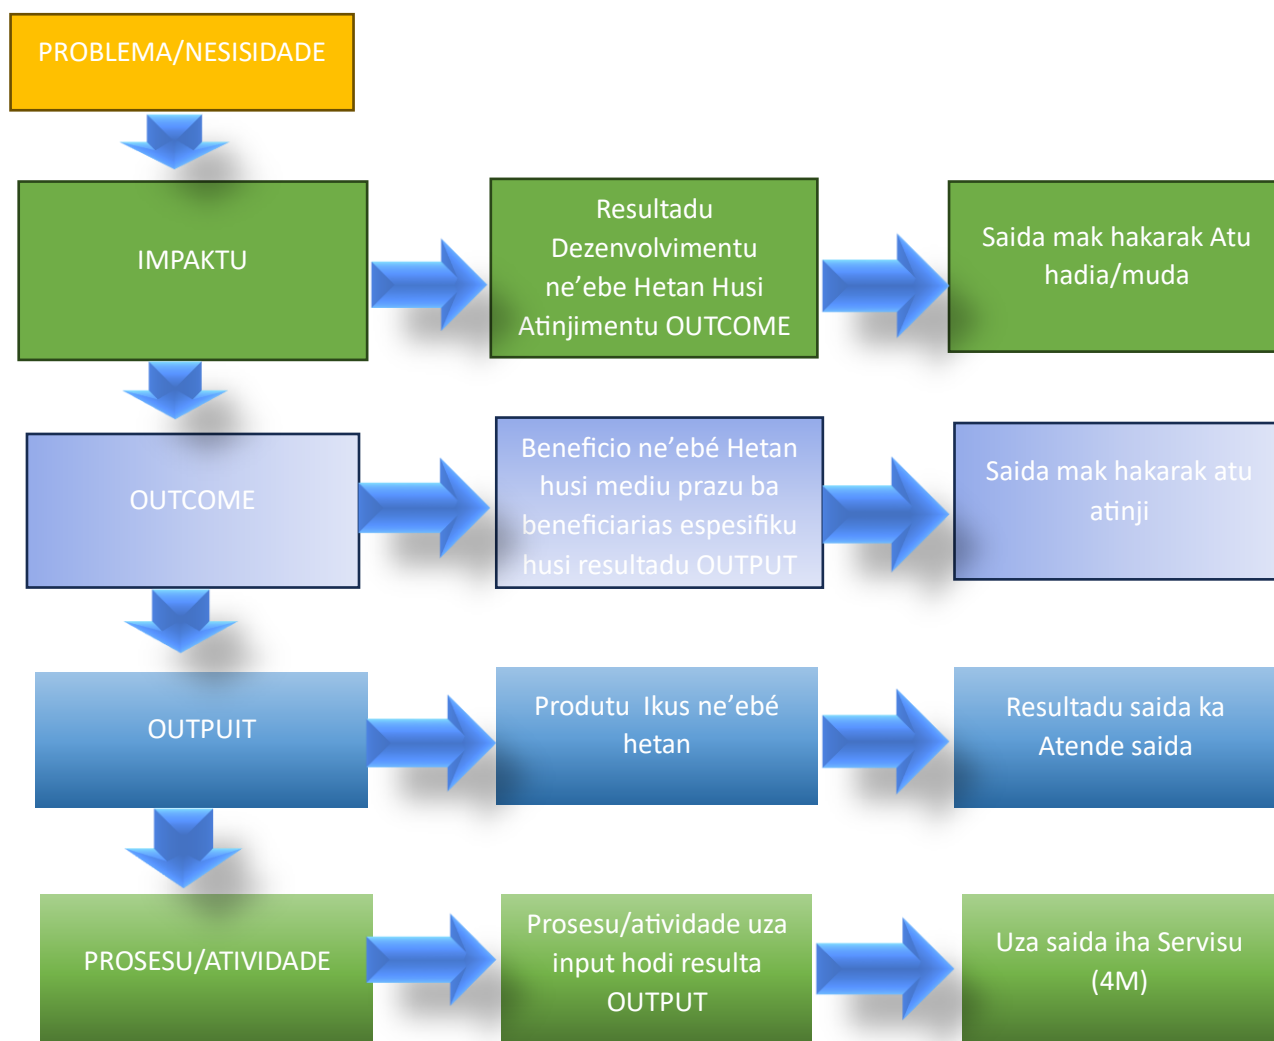 PROBLEMA/NESISIDADE
IMPAKTU
Resultadu
Dezenvolvimentu
ne’ebe Hetan Husi
Atinjimentu OUTCOME
Saida mak hakarak Atu
hadia/muda
OUTCOME
Beneficio ne’ebé Hetan
husi mediu prazu ba
beneficiarias espesifiku
husi resultadu OUTPUT
Saida mak hakarak atu
atinji
OUTPUIT
Produtu Ikus ne’ebé
hetan
Resultadu saida ka
Atende saida
PROSESU/ATIVIDADE
Prosesu/atividade uza
input hodi resulta
OUTPUT
Uza saida iha Servisu
(4M)